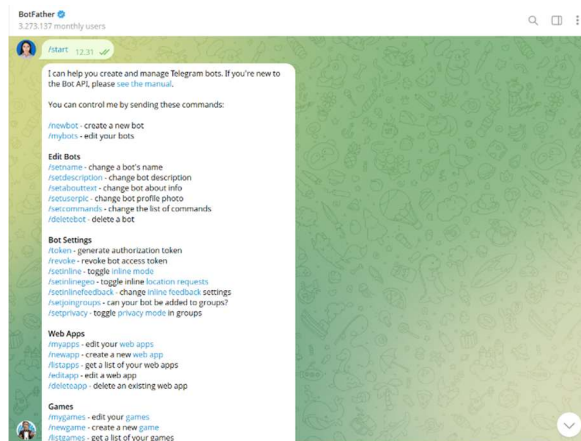 BotFather
3.273.137 monthly users
/start 12:31
I can help you create and manage Telegram bots. If you're new to
the Bot API, please see the manual.
You can control me by sending these commands:
/newbot - create a new bot
/mybots - edit your bots
Edit Bots
/setname - change a bot's name
/setdescription - change bot description
/setabouttext - change bot about info
/setuserpic - change bot profile photo
/setcommands - change the list of commands
/deletebot - delete a bot
Bot Settings
/token - generate authorization token
/revoke - revoke bot access token
/setinline - toggle inline mode
/setinlinegeo - toggle inline location requests
/setinlinefeedback - change inline feedback settings
/setjoingroups - can your bot be added to groups?
/setprivacy - toggle privacy mode in groups
Web Apps
/myapps - edit your web apps
/newapp - create a new web app
/listapps - get a list of your web apps
/editapp - edit a web app
/deleteapp - delete an existing web app
Games
/mygames - edit your games
/newgame - create a new game
/listgames - get a list of your games